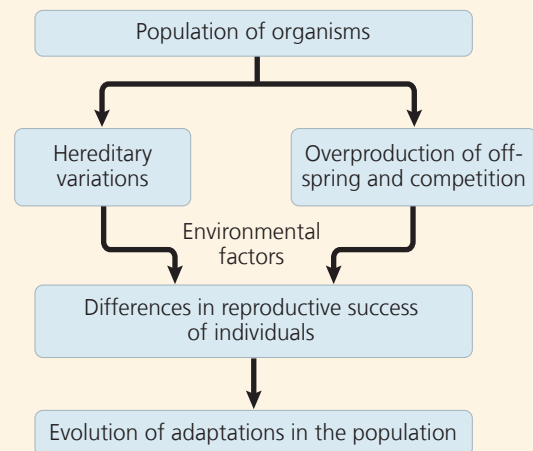 Population of organisms
Hereditary
variations
Overproduction of off-
spring and competition
Environmental
factors
Differences in reproductive success
of individuals
Evolution of adaptations in the population